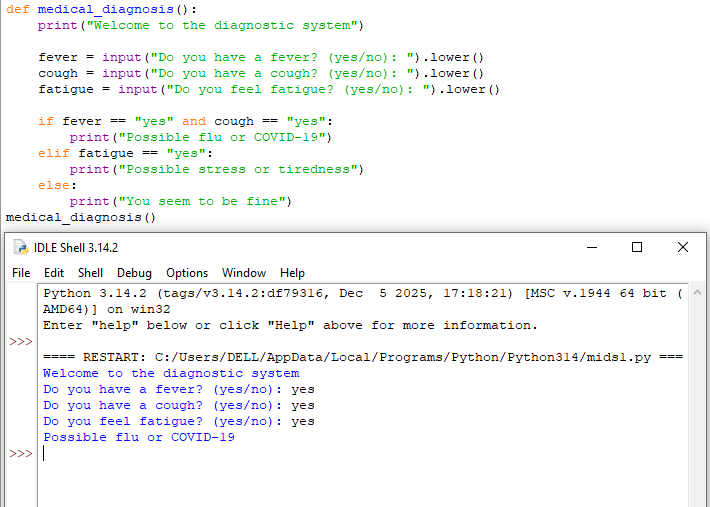 def medical_diagnosis():
    print("Welcome to the diagnostic system")

    fever = input("Do you have a fever? (yes/no): ").lower()
    cough = input("Do you have a cough? (yes/no): ").lower()
    fatigue = input("Do you feel fatigue? (yes/no): ").lower()

    if fever == "yes" and cough == "yes":
        print("Possible flu or COVID-19")
    elif fatigue == "yes":
        print("Possible stress or tiredness")
    else:
        print("You seem to be fine")
medical_diagnosis()
IDLE Shell 3.14.2
File Edit Shell Debug Options Window Help
Python 3.14.2 (tags/v3.14.2:df79316, Dec  5 2025, 17:18:21) [MSC v.1944 64 bit (
AMD64)] on win32
Enter "help" below or click "Help" above for more information.
>>>
==== RESTART: C:/Users/DELL/AppData/Local/Programs/Python/Python314/mids1.py ===
Welcome to the diagnostic system
Do you have a fever? (yes/no): yes
Do you have a cough? (yes/no): yes
Do you feel fatigue? (yes/no): yes
Possible flu or COVID-19
>>>